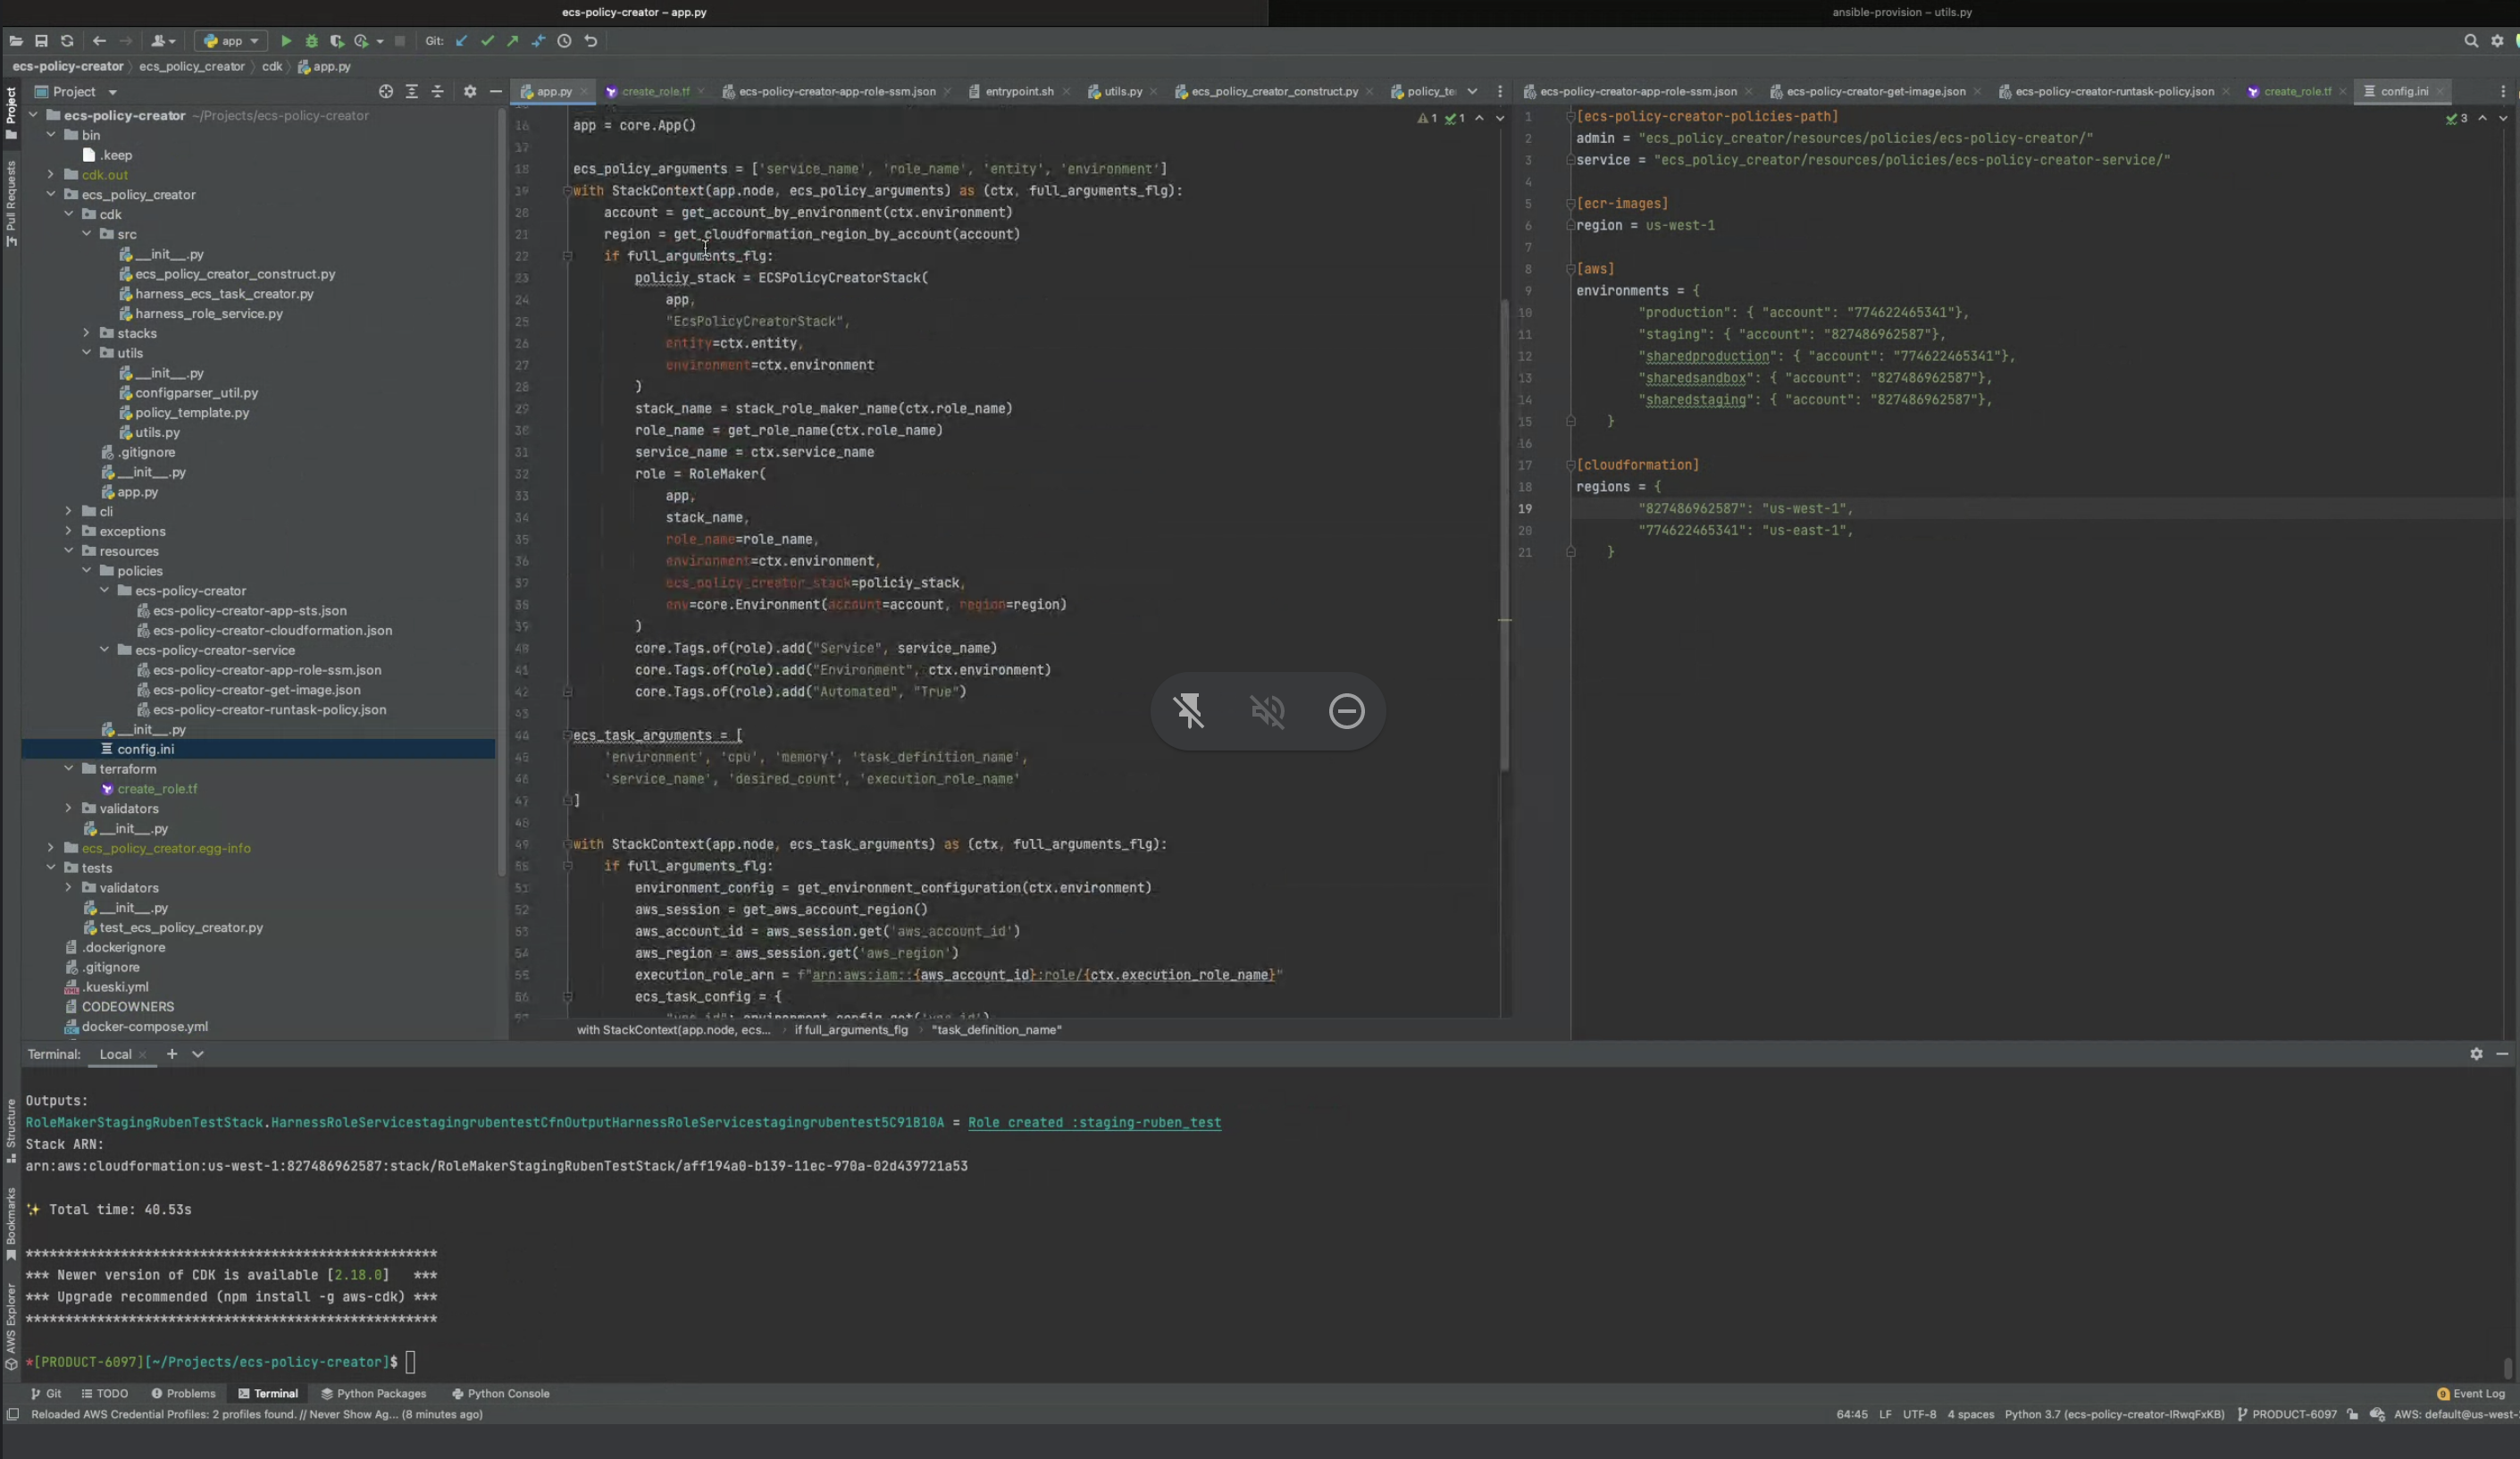 ecs-policy-creator – app.py
ansible-provision – utils.py
app
Git:
ecs-policy-creator
ecs_policy_creator
cdk
app.py
Project
ecs-policy-creator ~/Projects/ecs-policy-creator
bin
.keep
cdk.out
ecs_policy_creator
cdk
src
__init__.py
ecs_policy_creator_construct.py
harness_ecs_task_creator.py
harness_role_service.py
stacks
utils
__init__.py
configparser_util.py
policy_template.py
utils.py
.gitignore
__init__.py
app.py
cli
exceptions
resources
policies
ecs-policy-creator
ecs-policy-creator-app-sts.json
ecs-policy-creator-cloudformation.json
ecs-policy-creator-service
ecs-policy-creator-app-role-ssm.json
ecs-policy-creator-get-image.json
ecs-policy-creator-runtask-policy.json
__init__.py
config.ini
terraform
create_role.tf
validators
__init__.py
ecs_policy_creator.egg-info
tests
validators
__init__.py
test_ecs_policy_creator.py
.dockerignore
.gitignore
.kueski.yml
CODEOWNERS
docker-compose.yml
Project
Pull Requests
Structure
Bookmarks
AWS Explorer
app.py
create_role.tf
ecs-policy-creator-app-role-ssm.json
entrypoint.sh
utils.py
ecs_policy_creator_construct.py
policy_te
1 1
16 app = core.App()
17
18 ecs_policy_arguments = ['service_name', 'role_name', 'entity', 'environment']
19 with StackContext(app.node, ecs_policy_arguments) as (ctx, full_arguments_flg):
20 account = get_account_by_environment(ctx.environment)
21 region = get_cloudformation_region_by_account(account)
22 if full_arguments_flg:
23 policiy_stack = ECSPolicyCreatorStack(
24 app,
25 "EcsPolicyCreatorStack",
26 entity=ctx.entity,
27 environment=ctx.environment
28 )
29 stack_name = stack_role_maker_name(ctx.role_name)
30 role_name = get_role_name(ctx.role_name)
31 service_name = ctx.service_name
32 role = RoleMaker(
33 app,
34 stack_name,
35 role_name=role_name,
36 environment=ctx.environment,
37 ecs_policy_creator_stack=policiy_stack,
38 env=core.Environment(account=account, region=region)
39 )
40 core.Tags.of(role).add("Service", service_name)
41 core.Tags.of(role).add("Environment", ctx.environment)
42 core.Tags.of(role).add("Automated", "True")
43
44 ecs_task_arguments = [
45 'environment', 'cpu', 'memory', 'task_definition_name',
46 'service_name', 'desired_count', 'execution_role_name'
47 ]
48
49 with StackContext(app.node, ecs_task_arguments) as (ctx, full_arguments_flg):
50 if full_arguments_flg:
51 environment_config = get_environment_configuration(ctx.environment)
52 aws_session = get_aws_account_region()
53 aws_account_id = aws_session.get('aws_account_id')
54 aws_region = aws_session.get('aws_region')
55 execution_role_arn = f"arn:aws:iam::{aws_account_id}:role/{ctx.execution_role_name}"
56 ecs_task_config = {
57 "vpc_id": environment_config.get('vpc_id')
with StackContext(app.node, ecs... if full_arguments_flg "task_definition_name"
ecs-policy-creator-app-role-ssm.json
ecs-policy-creator-get-image.json
ecs-policy-creator-runtask-policy.json
create_role.tf
config.ini
3
1 [ecs-policy-creator-policies-path]
2 admin = "ecs_policy_creator/resources/policies/ecs-policy-creator/"
3 service = "ecs_policy_creator/resources/policies/ecs-policy-creator-service/"
4
5 [ecr-images]
6 region = us-west-1
7
8 [aws]
9 environments = {
10 "production": { "account": "774622465341"},
11 "staging": { "account": "827486962587"},
12 "sharedproduction": { "account": "774622465341"},
13 "sharedsandbox": { "account": "827486962587"},
14 "sharedstaging": { "account": "827486962587"},
15 }
16
17 [cloudformation]
18 regions = {
19 "827486962587": "us-west-1",
20 "774622465341": "us-east-1",
21 }
Terminal: Local
Outputs:
RoleMakerStagingRubenTestStack.HarnessRoleServicestagingrubentestCfnOutputHarnessRoleServicestagingrubentest5C91B10A = Role created :staging-ruben_test
Stack ARN:
arn:aws:cloudformation:us-west-1:827486962587:stack/RoleMakerStagingRubenTestStack/aff194a0-b139-11ec-970a-02d439721a53
✨ Total time: 40.53s
****************************************************
*** Newer version of CDK is available [2.18.0] ***
*** Upgrade recommended (npm install -g aws-cdk) ***
****************************************************
*[PRODUCT-6097][~/Projects/ecs-policy-creator]$
Git TODO Problems Terminal Python Packages Python Console
9 Event Log
Reloaded AWS Credential Profiles: 2 profiles found. // Never Show Ag... (8 minutes ago)
64:45 LF UTF-8 4 spaces Python 3.7 (ecs-policy-creator-IRwqFxKB) PRODUCT-6097 AWS: default@us-west-